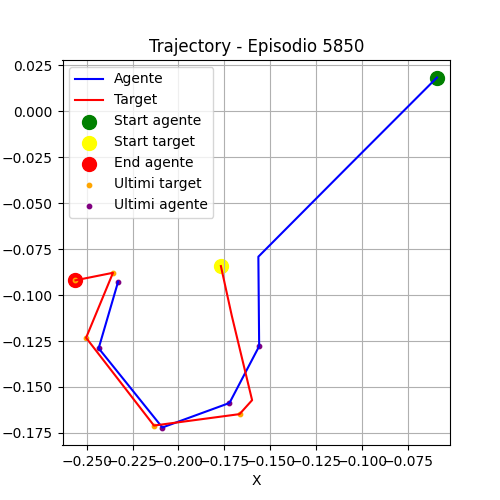 Trajectory - Episodio 5850
Agente
Target
Start agente
Start target
End agente
Ultimi target
Ultimi agente
0.025
0.000
−0.025
−0.050
−0.075
−0.100
−0.125
−0.150
−0.175
−0.250 −0.225 −0.200 −0.175 −0.150 −0.125 −0.100 −0.075
X